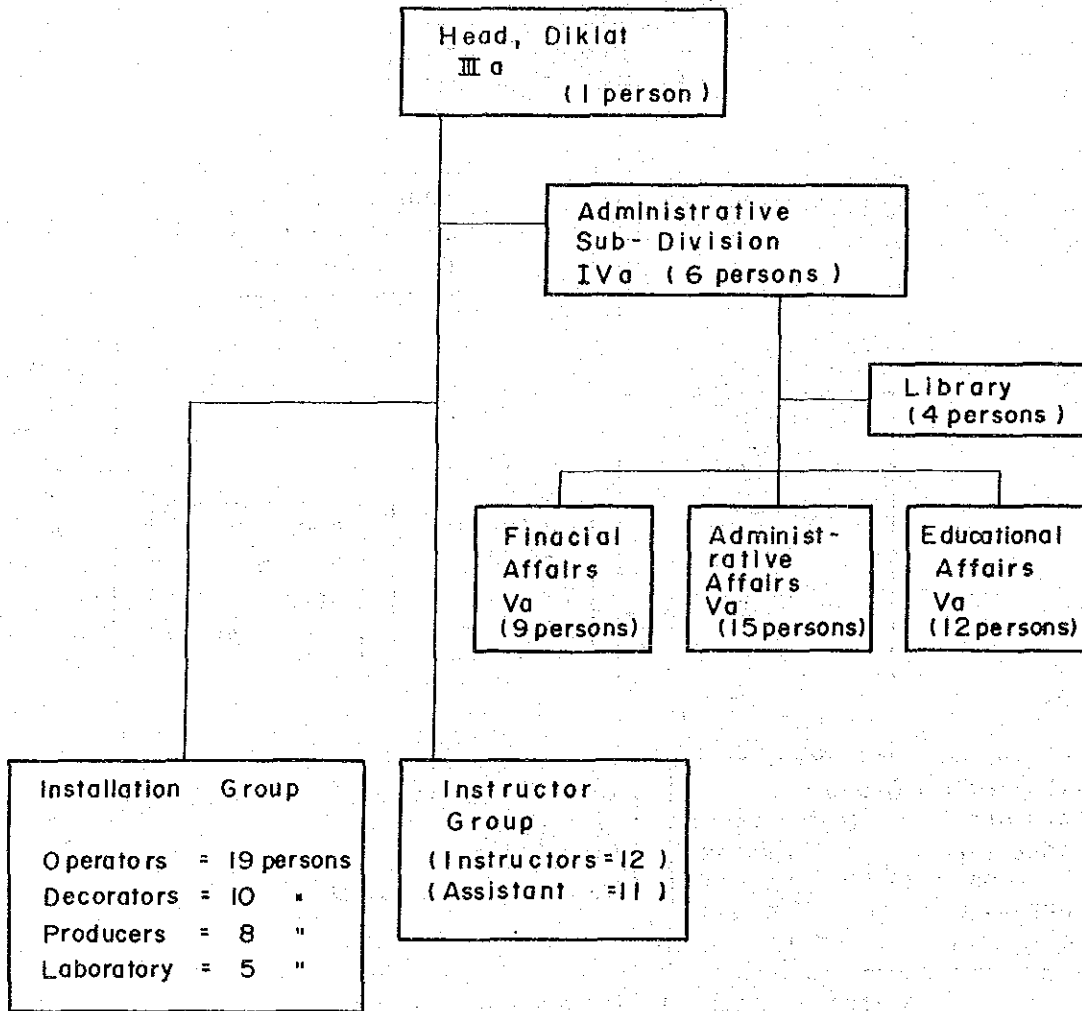 Head, Diklat
IIIa
(1 person)
Administrative
Sub-Division
IVa (6 persons)
Library
(4 persons)
Finacial
Affairs
Va
(9 persons)
Administ-
rative
Affairs
Va
(15 persons)
Educational
Affairs
Va
(12 persons)
Installation Group
Operators = 19 persons
Decorators = 10 "
Producers = 8 "
Laboratory = 5 "
Instructor
Group
(Instructors=12 )
(Assistant =11 )